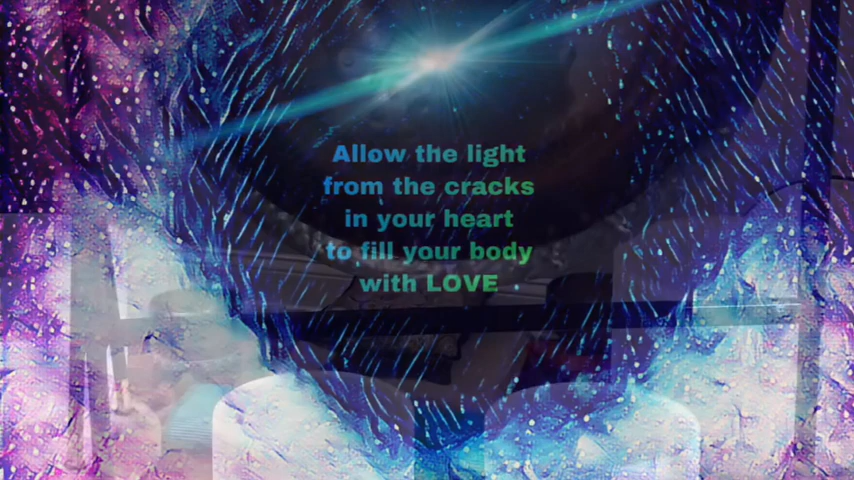 Allow the light
from the cracks
in your heart
to fill your body
with LOVE